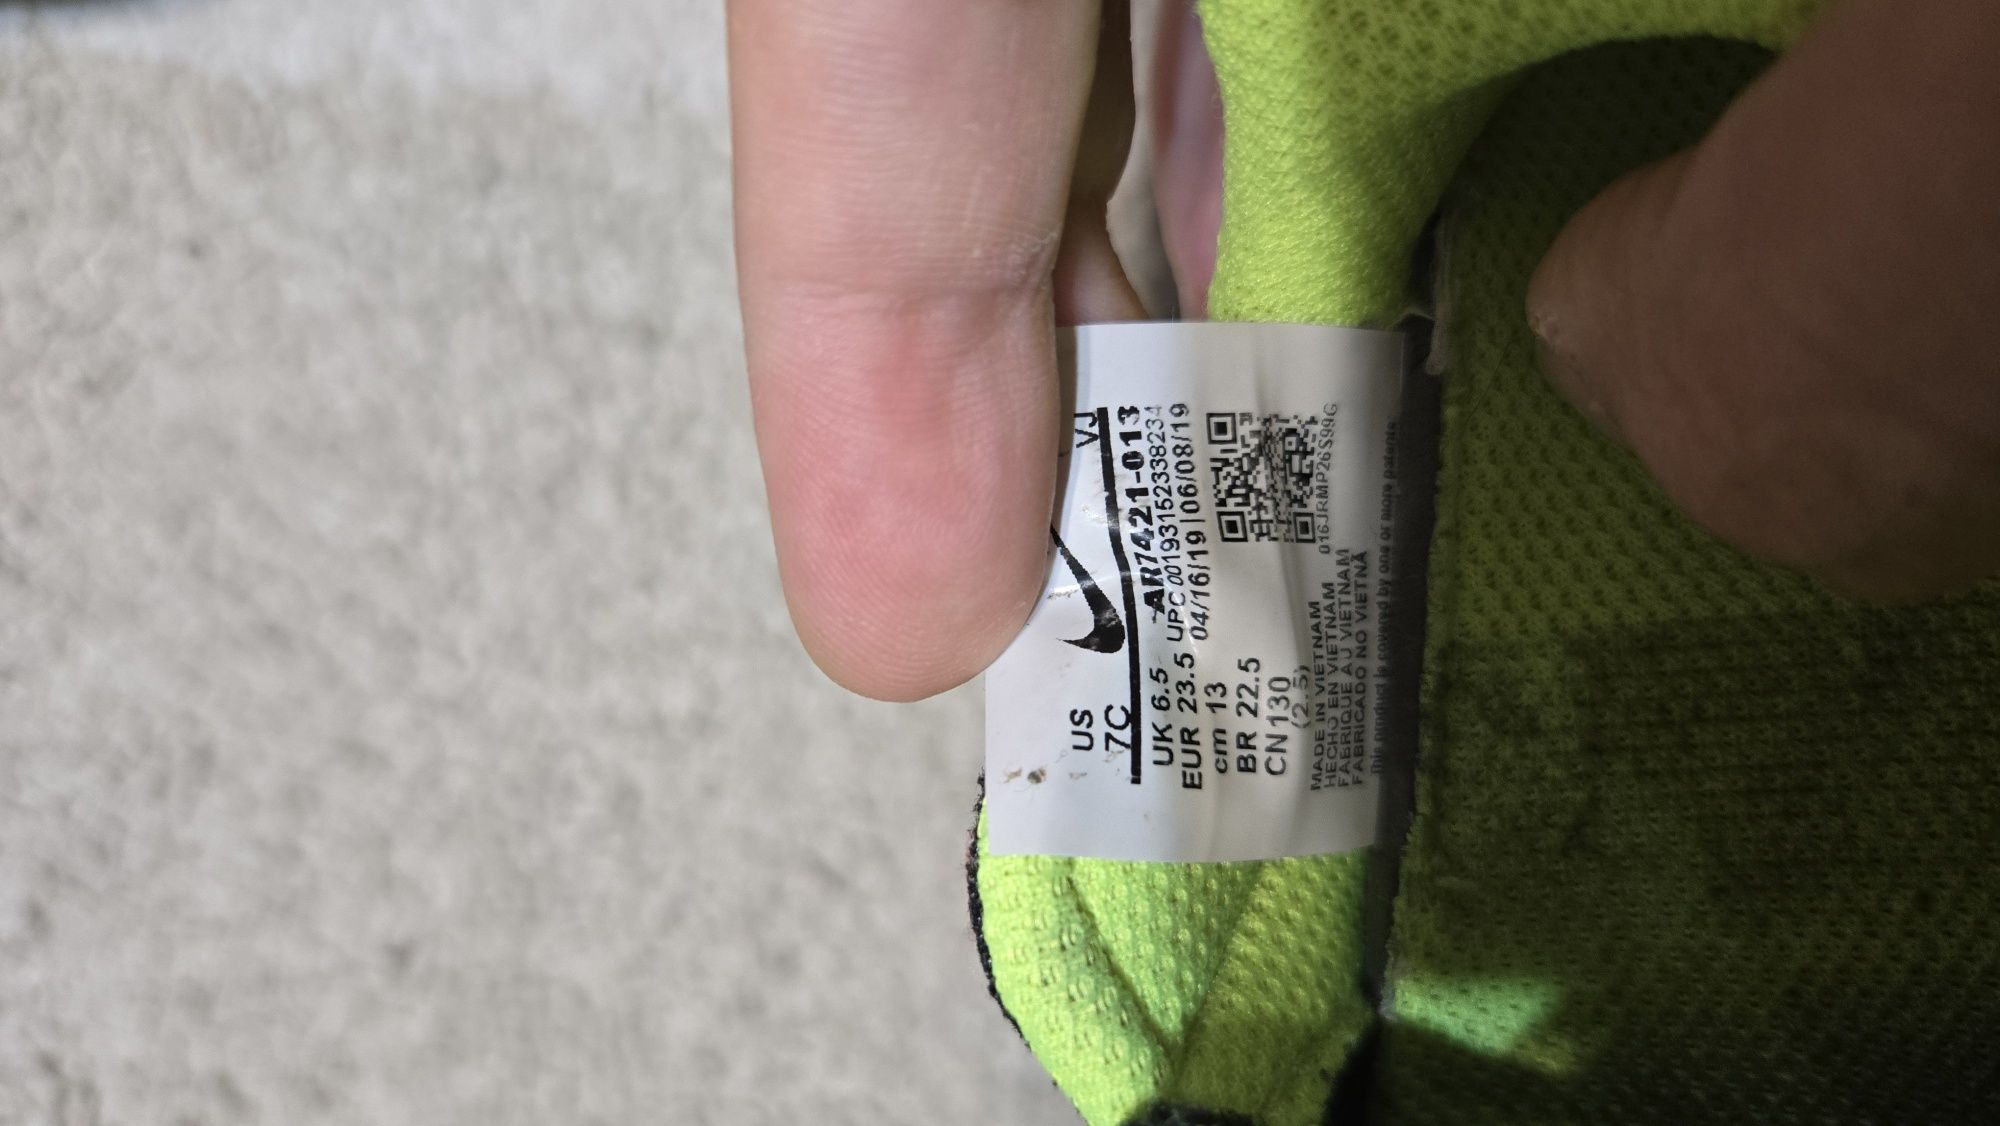 US VJ
7C
UK 6.5 AR7421-013
EUR 23.5 UPC 00193152338234
cm 13 04/16/19|06/08/19
BR 22.5
CN 130
(2.5)
016JRMP26S99G
MADE IN VIETNAM
HECHO EN VIETNAM
FABRIQUE AU VIETNAM
FABRICADO NO VIETNÃ
This product is covered by one or more patents